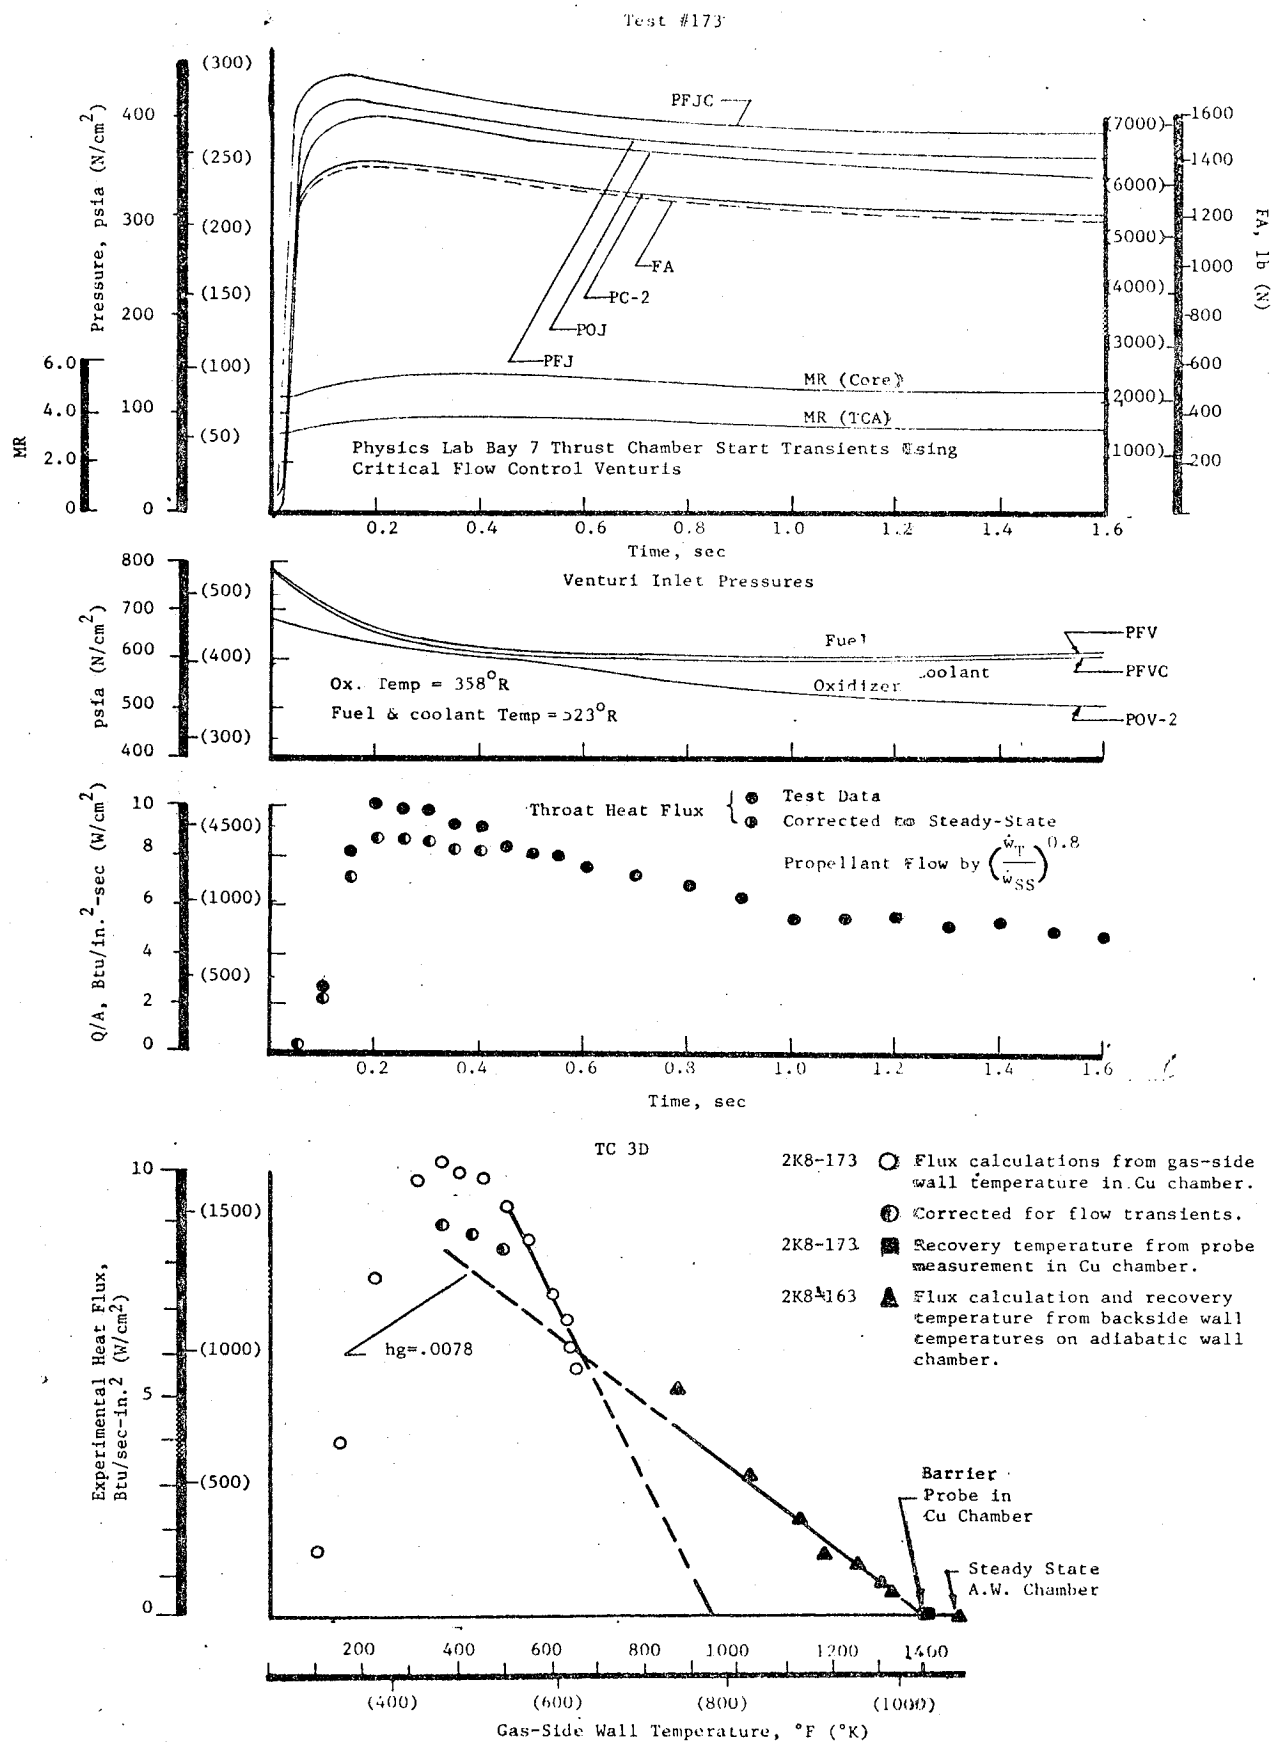 Test #173
Pressure, psia (N/cm2)
400
300
200
100
0
(300)
(250)
(200)
(150)
(100)
(50)
MR
6.0
4.0
2.0
0
PFJC
FA
PC-2
POJ
PFJ
MR (Core)
MR (TCA)
Physics Lab Bay 7 Thrust Chamber Start Transients Using
Critical Flow Control Venturis
(7000)
(6000)
(5000)
(4000)
(3000)
(2000)
(1000)
1600
1400
1200
1000
800
600
400
200
FA, lb (N)
0.2 0.4 0.6 0.8 1.0 1.2 1.4 1.6
Time, sec
psia (N/cm2)
800
700
600
500
400
(500)
(400)
(300)
Venturi Inlet Pressures
Fuel
oolant
Oxidizer
PFV
PFVC
POV-2
Ox. Temp = 358°R
Fuel & coolant Temp = 523°R
Q/A, Btu/in.2-sec (W/cm2)
10
8
6
4
2
0
(4500)
(1000)
(500)
Throat Heat Flux
Test Data
Corrected to Steady-State
Propellant Flow by (ẇT/ẇSS)0.8
0.2 0.4 0.6 0.8 1.0 1.2 1.4 1.6
Time, sec
TC 3D
Experimental Heat Flux,
Btu/sec-in.2 (W/cm2)
10
5
0
(1500)
(1000)
(500)
hg=.0078
2K8-173 Flux calculations from gas-side
wall temperature in Cu chamber.
Corrected for flow transients.
2K8-173 Recovery temperature from probe
measurement in Cu chamber.
2K8-163 Flux calculation and recovery
temperature from backside wall
temperatures on adiabatic wall
chamber.
Barrier
Probe in
Cu Chamber
Steady State
A.W. Chamber
200 400 600 800 1000 1200 1400
(400) (600) (800) (1000)
Gas-Side Wall Temperature, °F (°K)